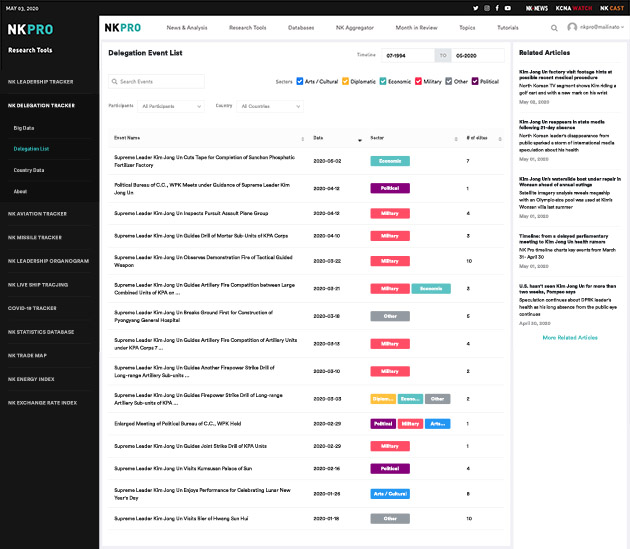 MAY 03, 2020
NK NEWS
KCNA WATCH
NK CAST
NKPRO
Research Tools
NK LEADERSHIP TRACKER
NK DELEGATION TRACKER
Big Data
Delegation List
Country Data
About
NK AVIATION TRACKER
NK MISSILE TRACKER
NK LEADERSHIP ORGANOGRAM
NK LIVE SHIP TRACJING
COVID-19 TRACKER
NK STATISTICS DATABASE
NK TRADE MAP
NK ENERGY INDEX
NK EXCHANGE RATE INDEX
NKPRO
News & Analysis
Research Tools
Databases
NK Aggregator
Month in Review
Topics
Tutorials
nkpro@mailinato
Delegation Event List
Timeline 07-1994 TO 05-2020
Search Events
Sectors Arts / Cultural Diplomatic Economic Military Other Political
Participants All Participants Country All Countries
Event Name Date Sector # of elites
Supreme Leader Kim Jong Un Cuts Tape for Completion of Sunchon Phosphatic
Fertilizer Factory
2020-05-02 Economic 7
Political Bureau of C.C., WPK Meets under Guidance of Supreme Leader Kim
Jong Un
2020-04-12 Political 1
Supreme Leader Kim Jong Un Inspects Pursuit Assault Plane Group 2020-04-12 Military 4
Supreme Leader Kim Jong Un Guides Drill of Mortar Sub-Units of KPA Corps 2020-04-10 Military 3
Supreme Leader Kim Jong Un Observes Demonstration Fire of Tactical Guided
Weapon
2020-03-22 Military 10
Supreme Leader Kim Jong Un Guides Artillery Fire Competition between Large
Combined Units of KPA on ...
2020-03-21 Military Economic 3
Supreme Leader Kim Jong Un Breaks Ground First for Construction of
Pyongyang General Hospital
2020-03-18 Other 5
Supreme Leader Kim Jong Un Guides Artillery Fire Competition of Artillery Units
under KPA Corps 7 ...
2020-03-13 Military 4
Supreme Leader Kim Jong Un Guides Another Firepower Strike Drill of
Long-range Artillery Sub-units ...
2020-03-10 Military 2
Supreme Leader Kim Jong Un Guides Firepower Strike Drill of Long-range
Artillery Sub-units of KPA ...
2020-03-03 Diplom... Econo... Other 2
Enlarged Meeting of Political Bureau of C.C., WPK Held 2020-02-29 Political Military Arts... 1
Supreme Leader Kim Jong Un Guides Joint Strike Drill of KPA Units 2020-02-29 Military 1
Supreme Leader Kim Jong Un Visits Kumsusan Palace of Sun 2020-02-16 Political 4
Supreme Leader Kim Jong Un Enjoys Performance for Celebrating Lunar New
Year's Day
2020-01-26 Arts / Cultural 8
Supreme Leader Kim Jong Un Visits Bier of Hwang Sun Hui 2020-01-18 Other 10
Related Articles
Kim Jong Un factory visit footage hints at
possible recent medical procedure
North Korean TV segment shows Kim riding a
golf cart and with a new mark on his wrist
May 02, 2020
Kim Jong Un reappears in state media
following 21-day absence
North Korean leader's disappearance from
public sparked a storm of international media
speculation about his health
May 01, 2020
Kim Jong Un's waterslide boat under repair in
Wonsan ahead of annual outings
Satellite imagery analysis reveals megaship
with an Olympic-size pool was used at Kim's
Wonsan villa last summer
May 01, 2020
Timeline: from a delayed parliamentary
meeting to Kim Jong Un health rumors
NK Pro timeline charts key events from March
31- April 30
May 01, 2020
U.S. hasn't seen Kim Jong Un for more than
two weeks, Pompeo says
Speculation continues about DPRK leader's
health as his long absence from the public eye
continues
April 30, 2020
More Related Articles